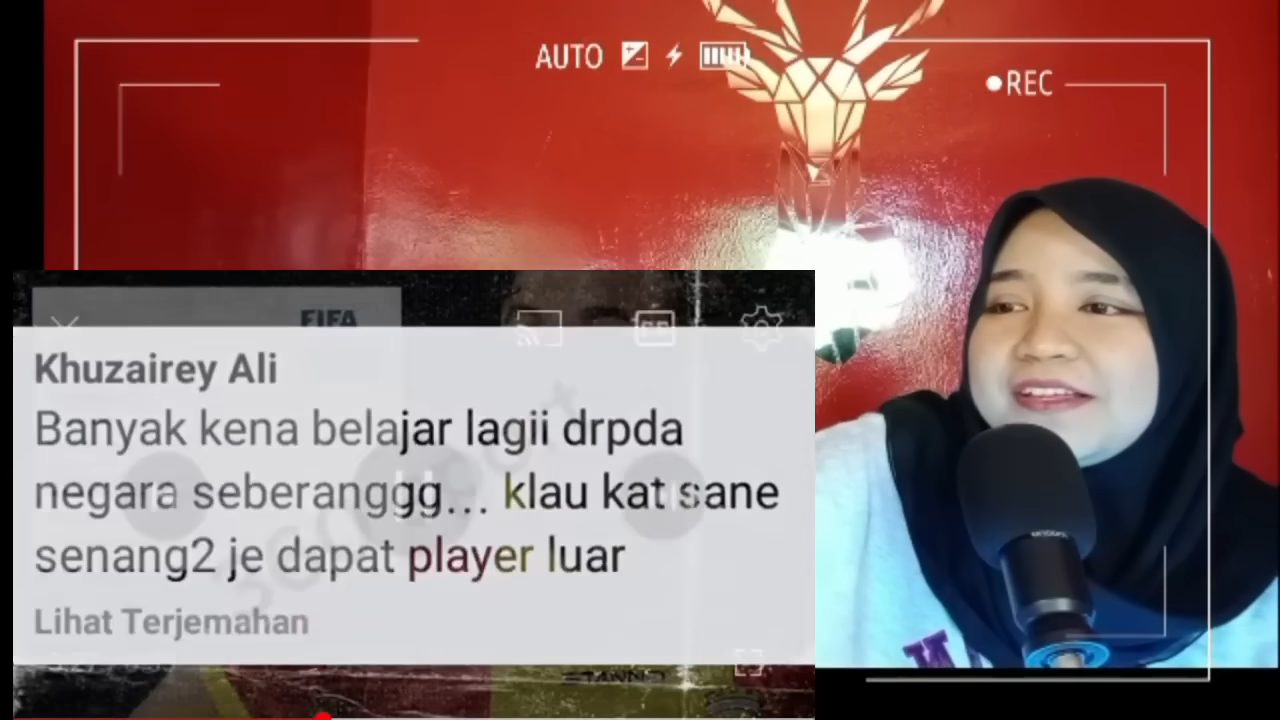 AUTO
REC
FIFA
Khuzairey Ali
Banyak kena belajar lagii drpda
negara seberanggg... klau kat sane
senang2 je dapat player luar
Lihat Terjemahan